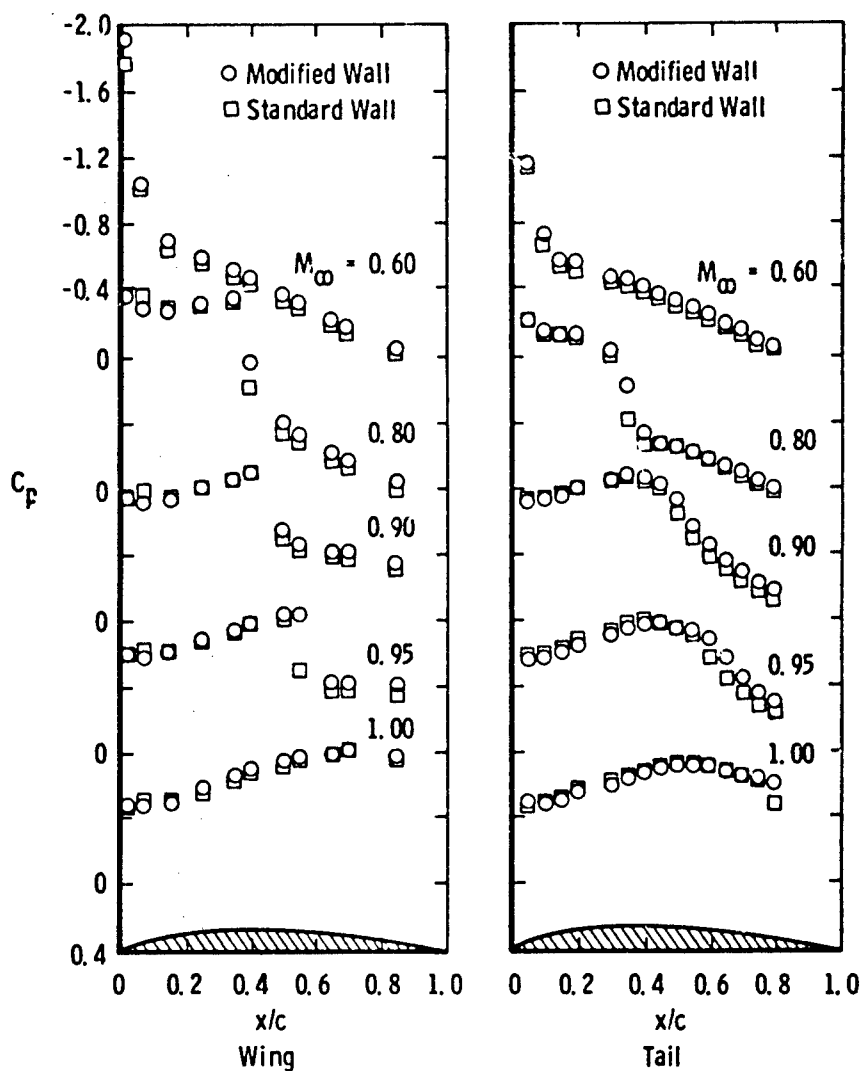 -2.0
-1.6
-1.2
-0.8
-0.4
0
0
0
0
0
0.4
Cp
○ Modified Wall
□ Standard Wall
M∞ = 0.60
0.80
0.90
0.95
1.00
0 0.2 0.4 0.6 0.8 1.0
x/c
Wing
○ Modified Wall
□ Standard Wall
M∞ = 0.60
0.80
0.90
0.95
1.00
0 0.2 0.4 0.6 0.8 1.0
x/c
Tail